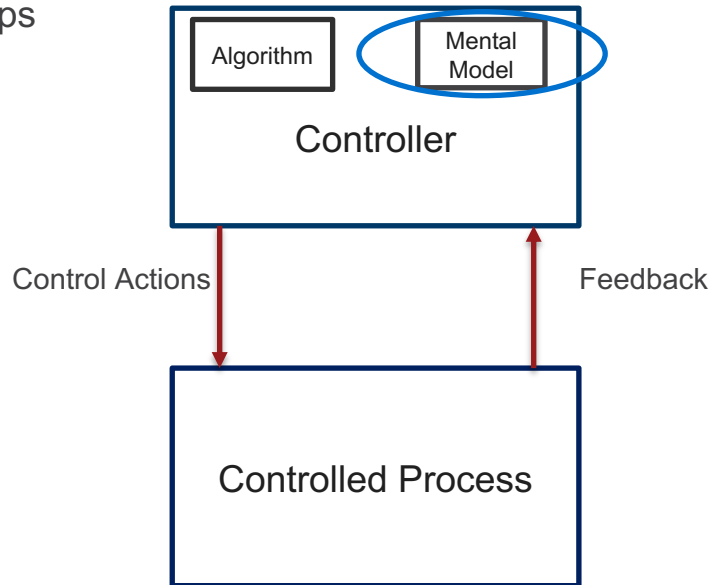 ps
Algorithm
Mental
Model
Controller
Control Actions
Feedback
Controlled Process